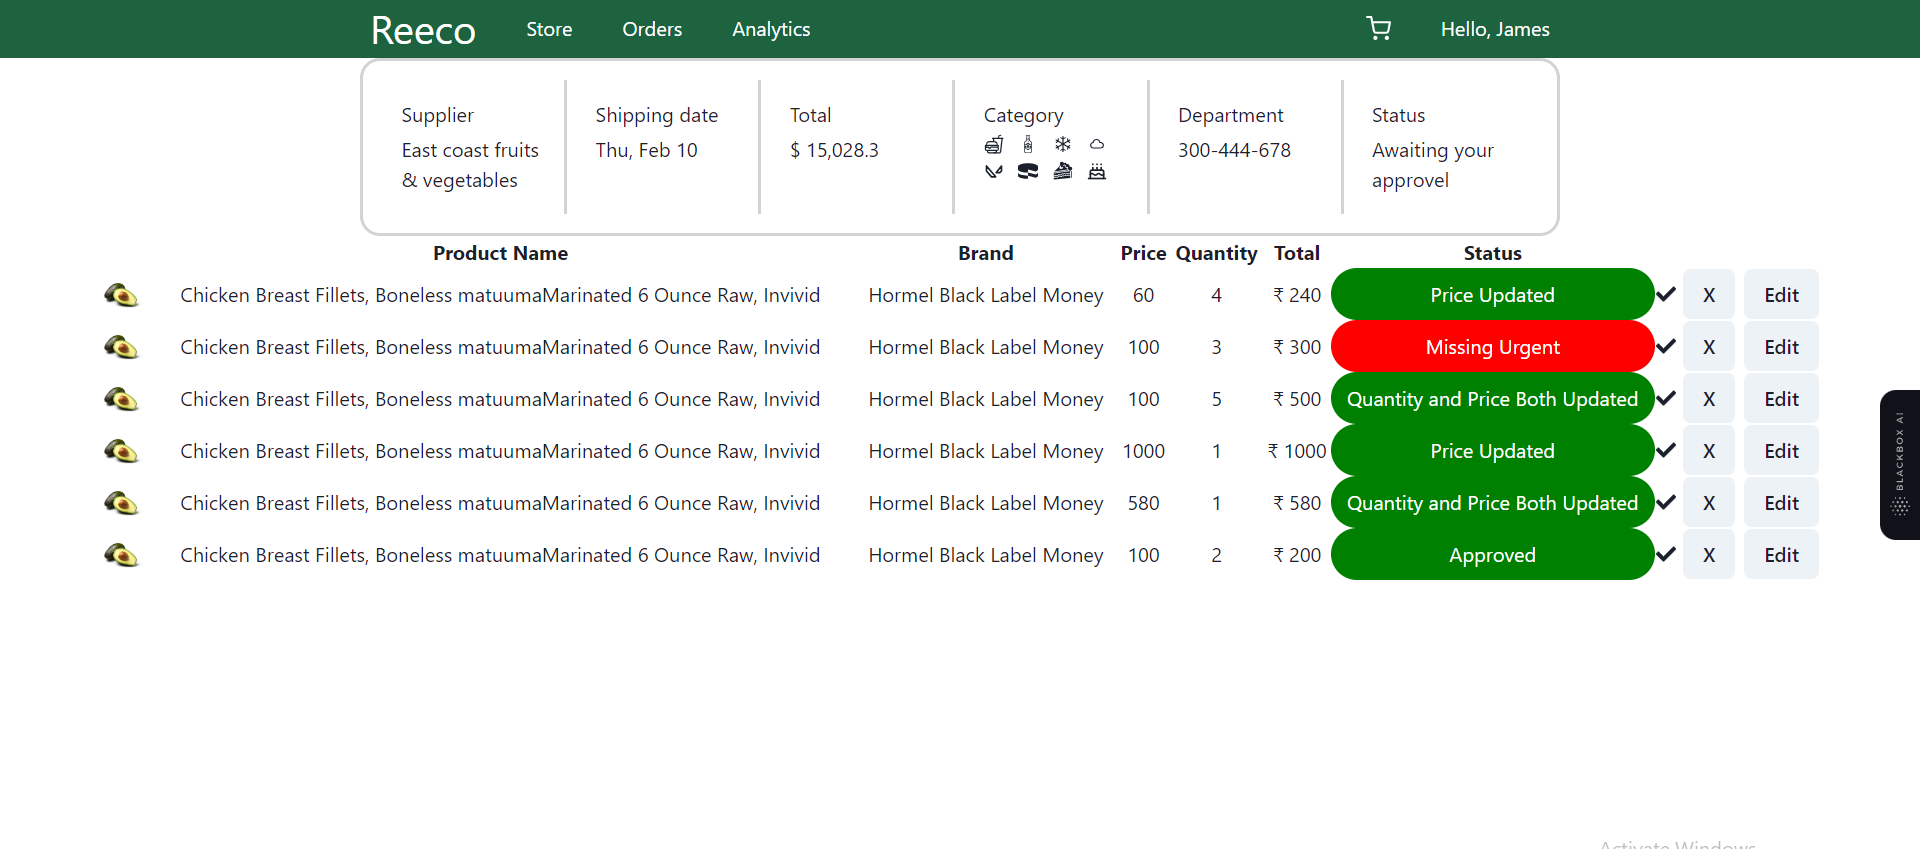 Reeco Store Orders Analytics Hello, James
Supplier Shipping date Total Category Department Status
East coast fruits Thu, Feb 10 $ 15,028.3 300-444-678 Awaiting your
& vegetables approvel
Product Name Brand Price Quantity Total Status
Chicken Breast Fillets, Boneless matuumaMarinated 6 Ounce Raw, Invivid Hormel Black Label Money 60 4 ₹ 240 Price Updated X Edit
Chicken Breast Fillets, Boneless matuumaMarinated 6 Ounce Raw, Invivid Hormel Black Label Money 100 3 ₹ 300 Missing Urgent X Edit
Chicken Breast Fillets, Boneless matuumaMarinated 6 Ounce Raw, Invivid Hormel Black Label Money 100 5 ₹ 500 Quantity and Price Both Updated X Edit
Chicken Breast Fillets, Boneless matuumaMarinated 6 Ounce Raw, Invivid Hormel Black Label Money 1000 1 ₹ 1000 Price Updated X Edit
Chicken Breast Fillets, Boneless matuumaMarinated 6 Ounce Raw, Invivid Hormel Black Label Money 580 1 ₹ 580 Quantity and Price Both Updated X Edit
Chicken Breast Fillets, Boneless matuumaMarinated 6 Ounce Raw, Invivid Hormel Black Label Money 100 2 ₹ 200 Approved X Edit
BLACKBOX AI
Activate Windows